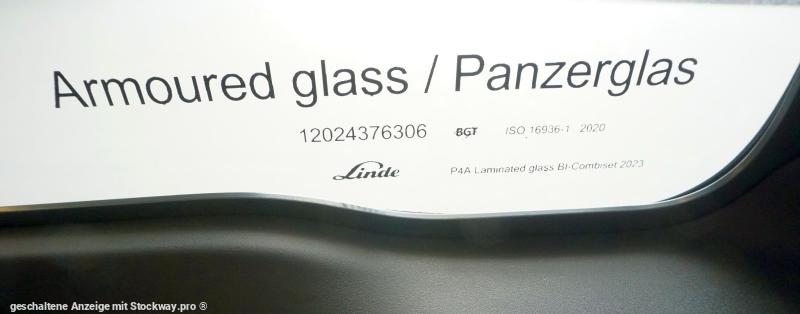 Armoured glass / Panzerglas
12024376306 BGT ISO 16936-1 2020
Linde P4A Laminated glass BI-Combiset 2023
geschaltene Anzeige mit Stockway.pro ®